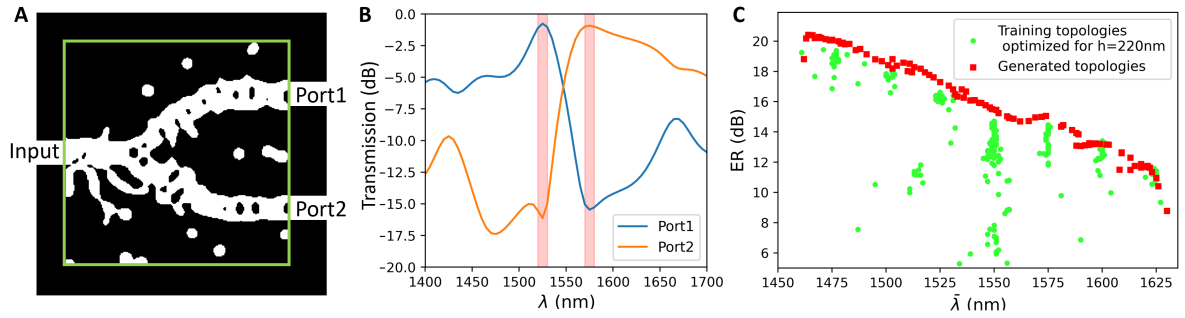 A
Input
Port1
Port2
B
Transmission (dB)
0.0
−2.5
−5.0
−7.5
−10.0
−12.5
−15.0
−17.5
−20.0
1400 1450 1500 1550 1600 1650 1700
λ (nm)
Port1
Port2
C
ER (dB)
20
18
16
14
12
10
8
6
1450 1475 1500 1525 1550 1575 1600 1625
λ̄ (nm)
Training topologies
optimized for h=220nm
Generated topologies